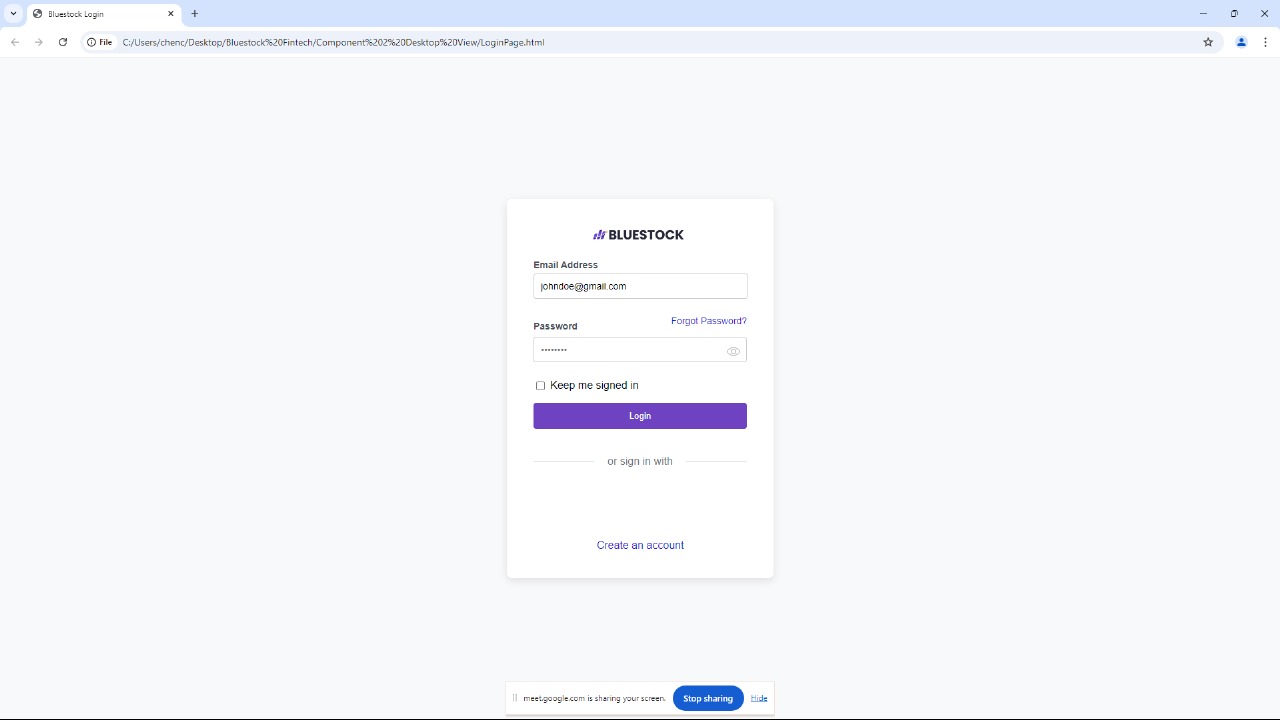 Bluestock Login
File
C:/Users/chenc/Desktop/Bluestock%20Fintech/Component%202%20Desktop%20View/LoginPage.html
BLUESTOCK
Email Address
johndoe@gmail.com
Forgot Password?
Password
••••••••
Keep me signed in
Login
or sign in with
Create an account
meet.google.com is sharing your screen.
Stop sharing
Hide